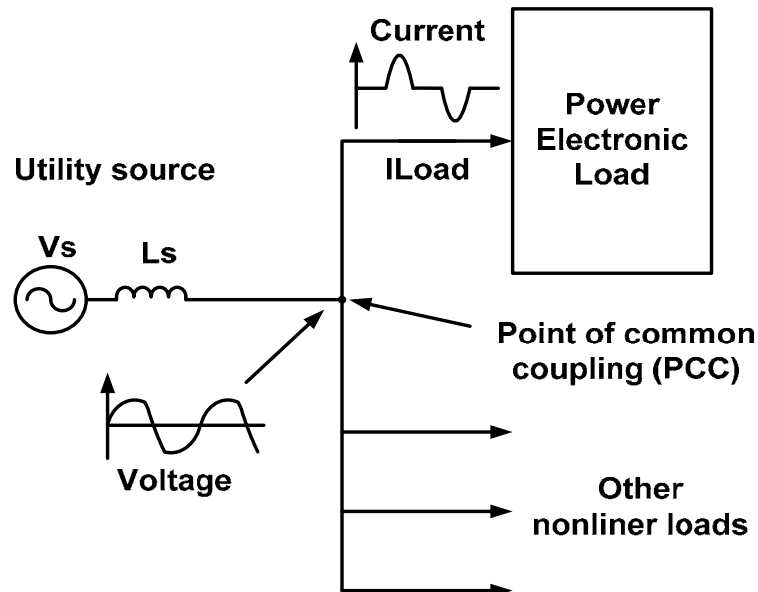 Current
Power
Electronic
Load
ILoad
Utility source
Vs
Ls
Point of common
coupling (PCC)
Voltage
Other
nonliner loads